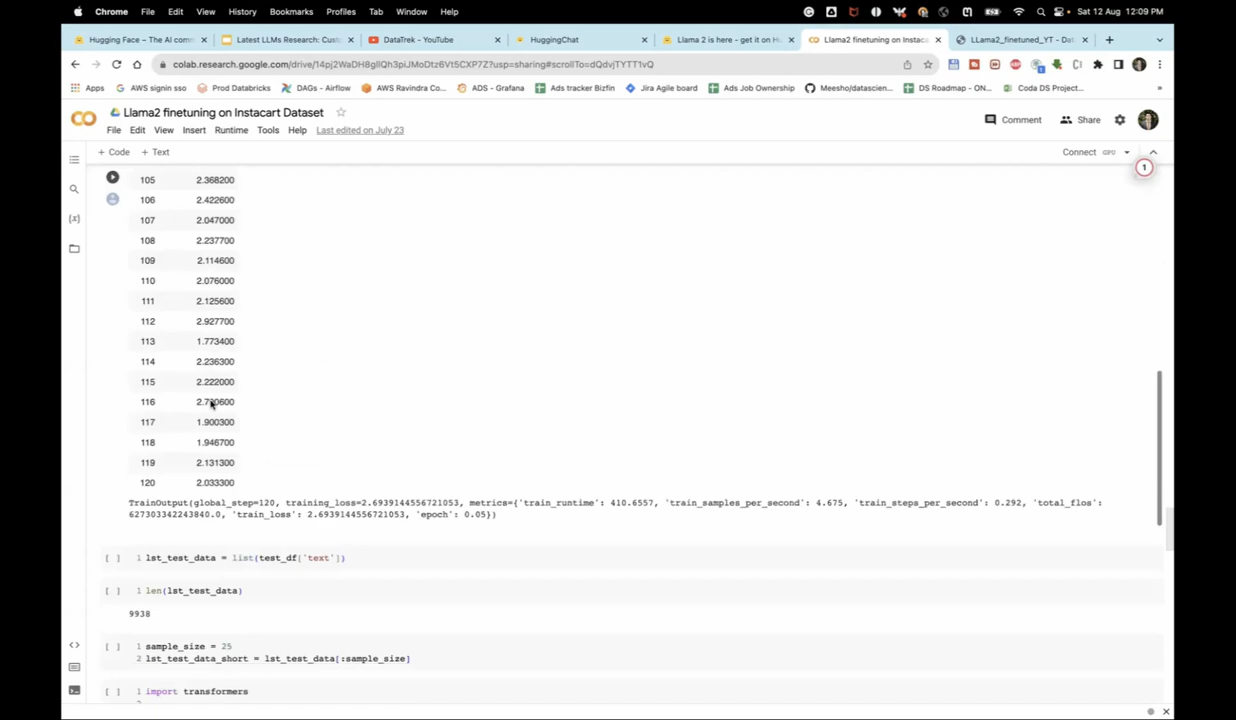 Chrome File Edit View History Bookmarks Profiles Tab Window Help Sat 12 Aug 12:09 PM
Hugging Face – The AI comm Latest LLMs Research: Cust DataTrek - YouTube HuggingChat Llama 2 is here - get it on H Llama2 finetuning on Instac LLama2_finetuned_YT - Dat
colab.research.google.com/drive/14pj2WaDH8gllQh3piJMoDtz6Vt5CXP7Z?usp=sharing#scrollTo=dQdvjTYTT1vQ
Apps AWS signin sso Prod Databricks DAGs - Airflow AWS Ravindra Co... ADS - Grafana Ads tracker Bizfin Jira Agile board Ads Job Ownership Meesho/datascien... DS Roadmap - ON... Coda DS Project... »
Llama2 finetuning on Instacart Dataset
File Edit View Insert Runtime Tools Help Last edited on July 23
Comment Share
+ Code + Text Connect GPU
1
105 2.368200
106 2.422600
107 2.047000
108 2.237700
109 2.114600
110 2.076000
111 2.125600
112 2.927700
113 1.773400
114 2.236300
115 2.222000
116
117 1.900300
118 1.946700
119 2.131300
120 2.033300
TrainOutput(global_step=120, training_loss=2.6939144556721053, metrics={'train_runtime': 410.6557, 'train_samples_per_second': 4.675, 'train_steps_per_second': 0.292, 'total_flos':
627303342243840.0, 'train_loss': 2.6939144556721053, 'epoch': 0.05})
[ ] 1 lst_test_data = list(test_df['text'])
[ ] 1 len(lst_test_data)
9938
[ ] 1 sample_size = 25
2 lst_test_data_short = lst_test_data[:sample_size]
[ ] 1 import transformers